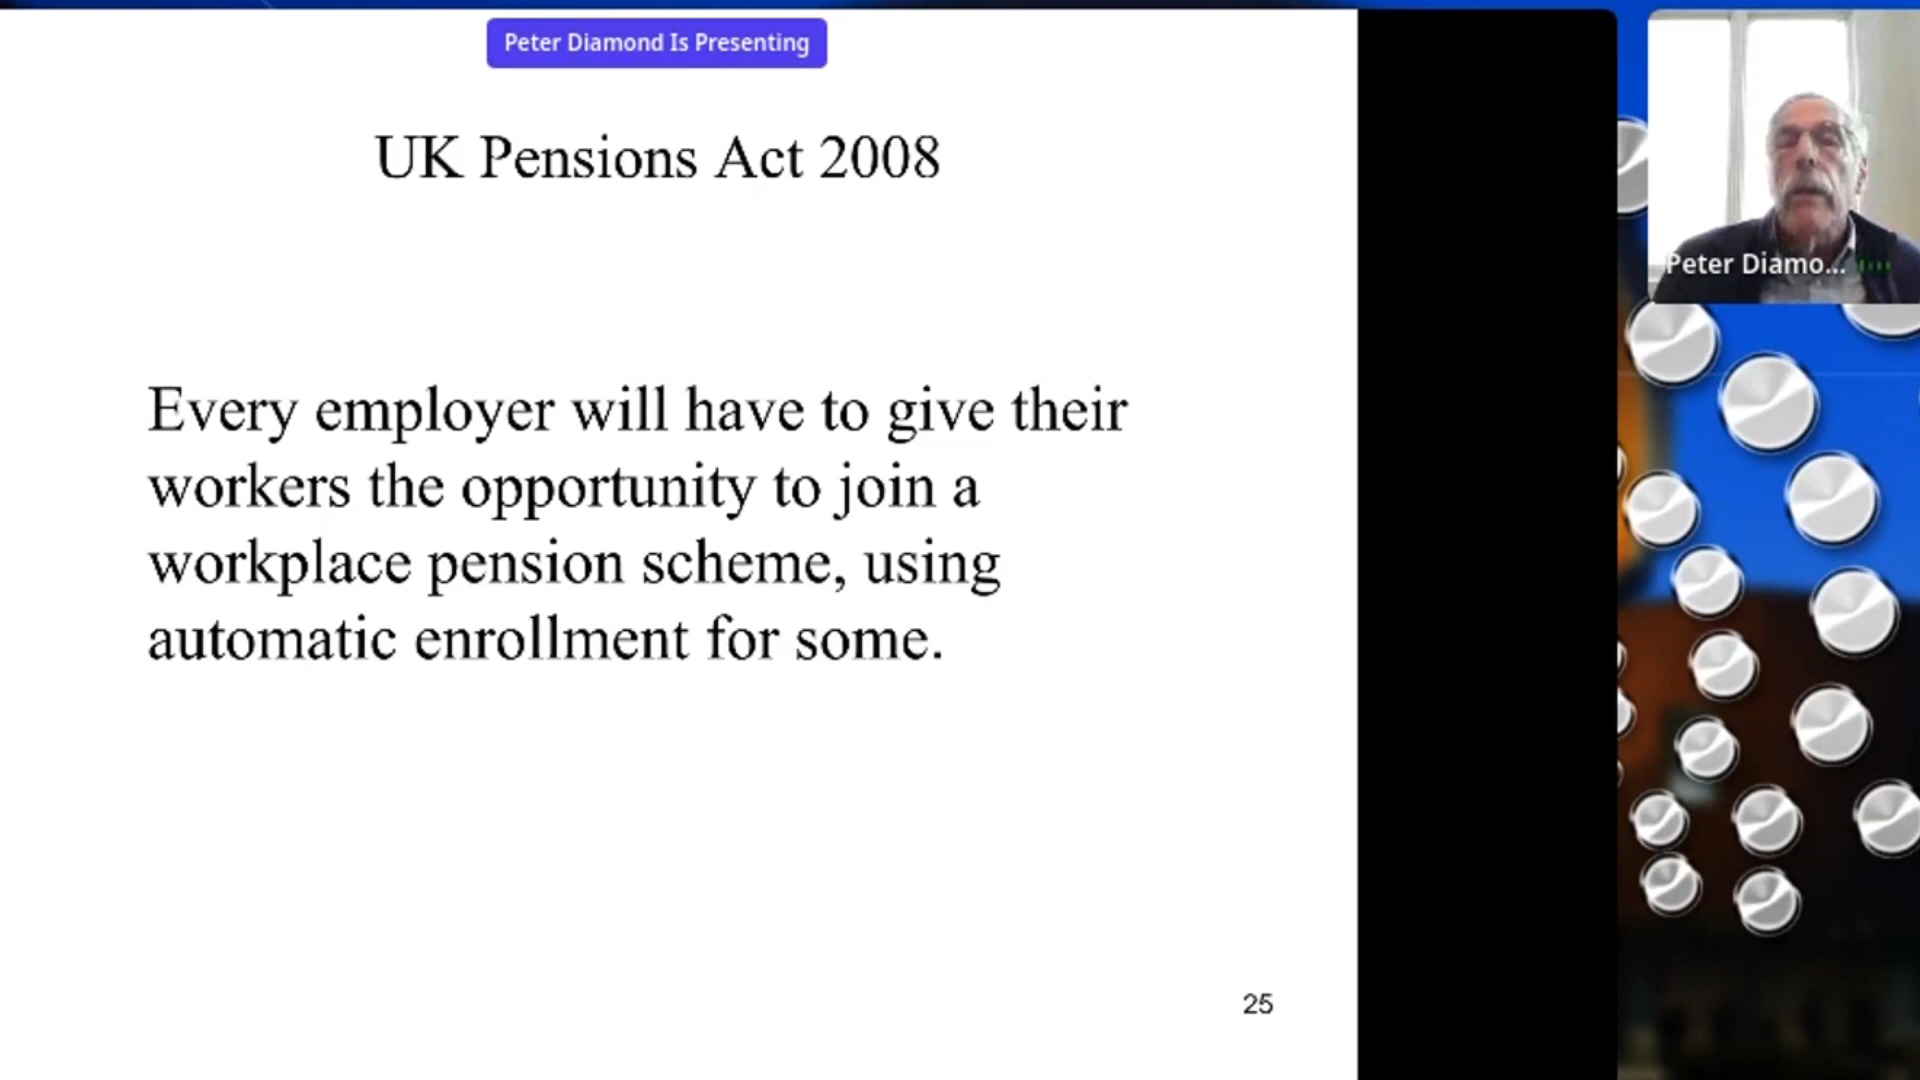 Peter Diamond Is Presenting
UK Pensions Act 2008
Peter Diamo...
Every employer will have to give their
workers the opportunity to join a
workplace pension scheme, using
automatic enrollment for some.
25